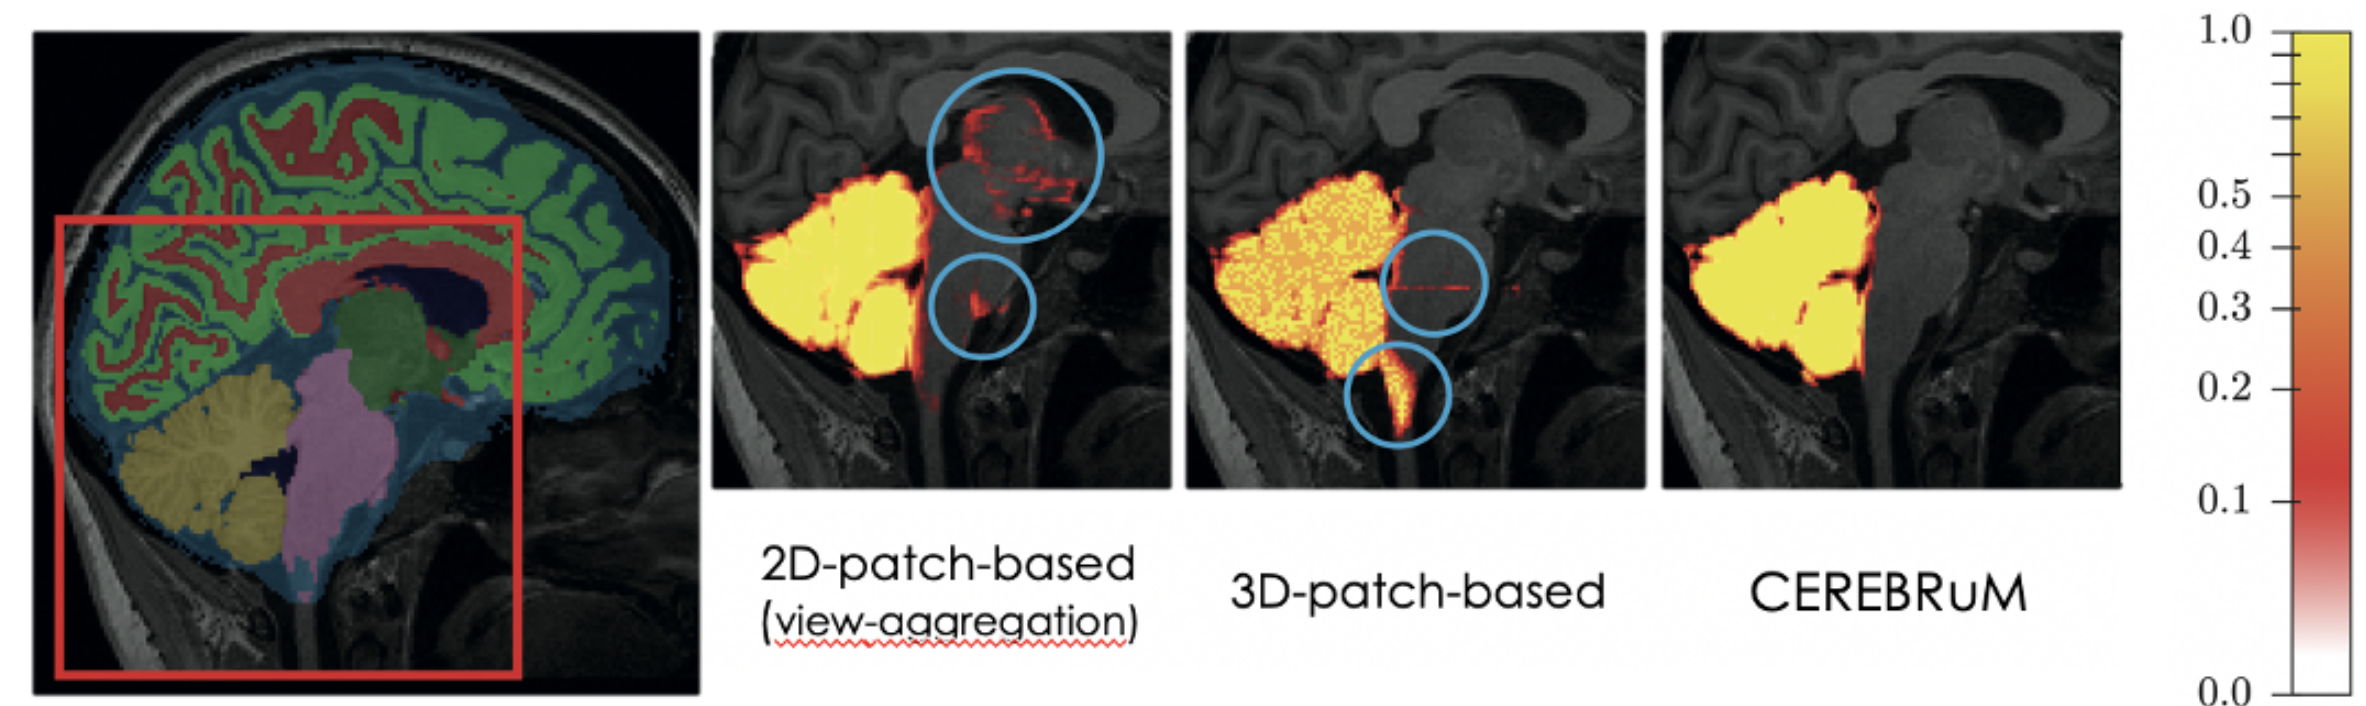 2D-patch-based
(view-aggregation)
3D-patch-based
CEREBRuM
1.0
0.5
0.4
0.3
0.2
0.1
0.0